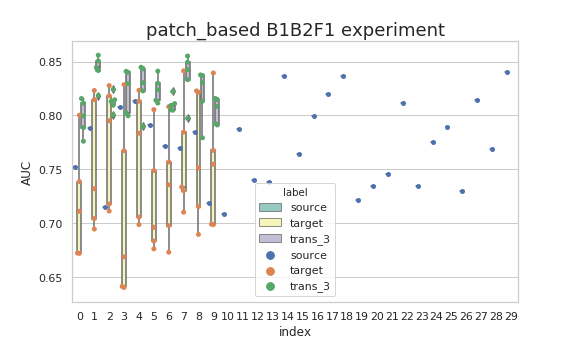 patch_based B1B2F1 experiment
0.85
0.80
0.75
0.70
0.65
AUC
label
source
target
trans_3
source
target
trans_3
0 1 2 3 4 5 6 7 8 9 10 11 12 13 14 15 16 17 18 19 20 21 22 23 24 25 26 27 28 29
index